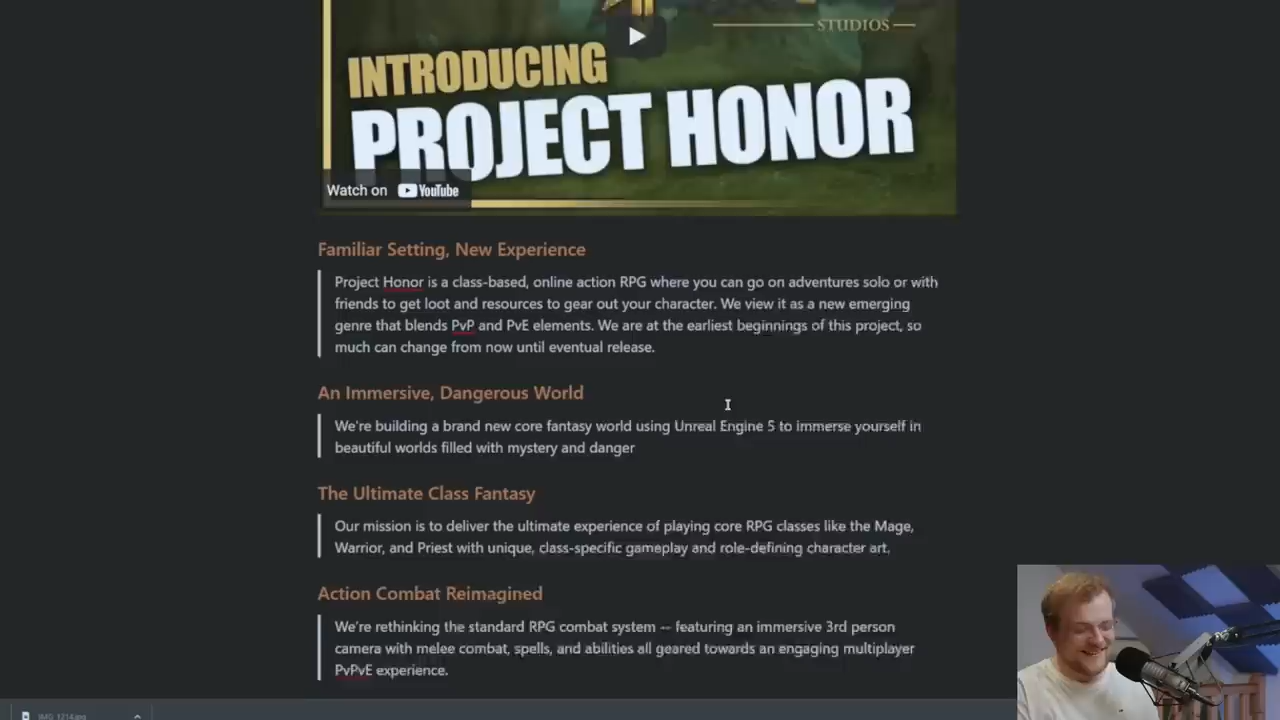 STUDIOS
INTRODUCING
PROJECT HONOR
Watch on YouTube
Familiar Setting, New Experience
Project Honor is a class-based, online action RPG where you can go on adventures solo or with
friends to get loot and resources to gear out your character. We view it as a new emerging
genre that blends PvP and PvE elements. We are at the earliest beginnings of this project, so
much can change from now until eventual release.
An Immersive, Dangerous World
We're building a brand new core fantasy world using Unreal Engine 5 to immerse yourself in
beautiful worlds filled with mystery and danger
The Ultimate Class Fantasy
Our mission is to deliver the ultimate experience of playing core RPG classes like the Mage,
Warrior, and Priest with unique, class-specific gameplay and role-defining character art.
Action Combat Reimagined
We're rethinking the standard RPG combat system -- featuring an immersive 3rd person
camera with melee combat, spells, and abilities all geared towards an engaging multiplayer
PvPvE experience.
IMG_1214.jpg